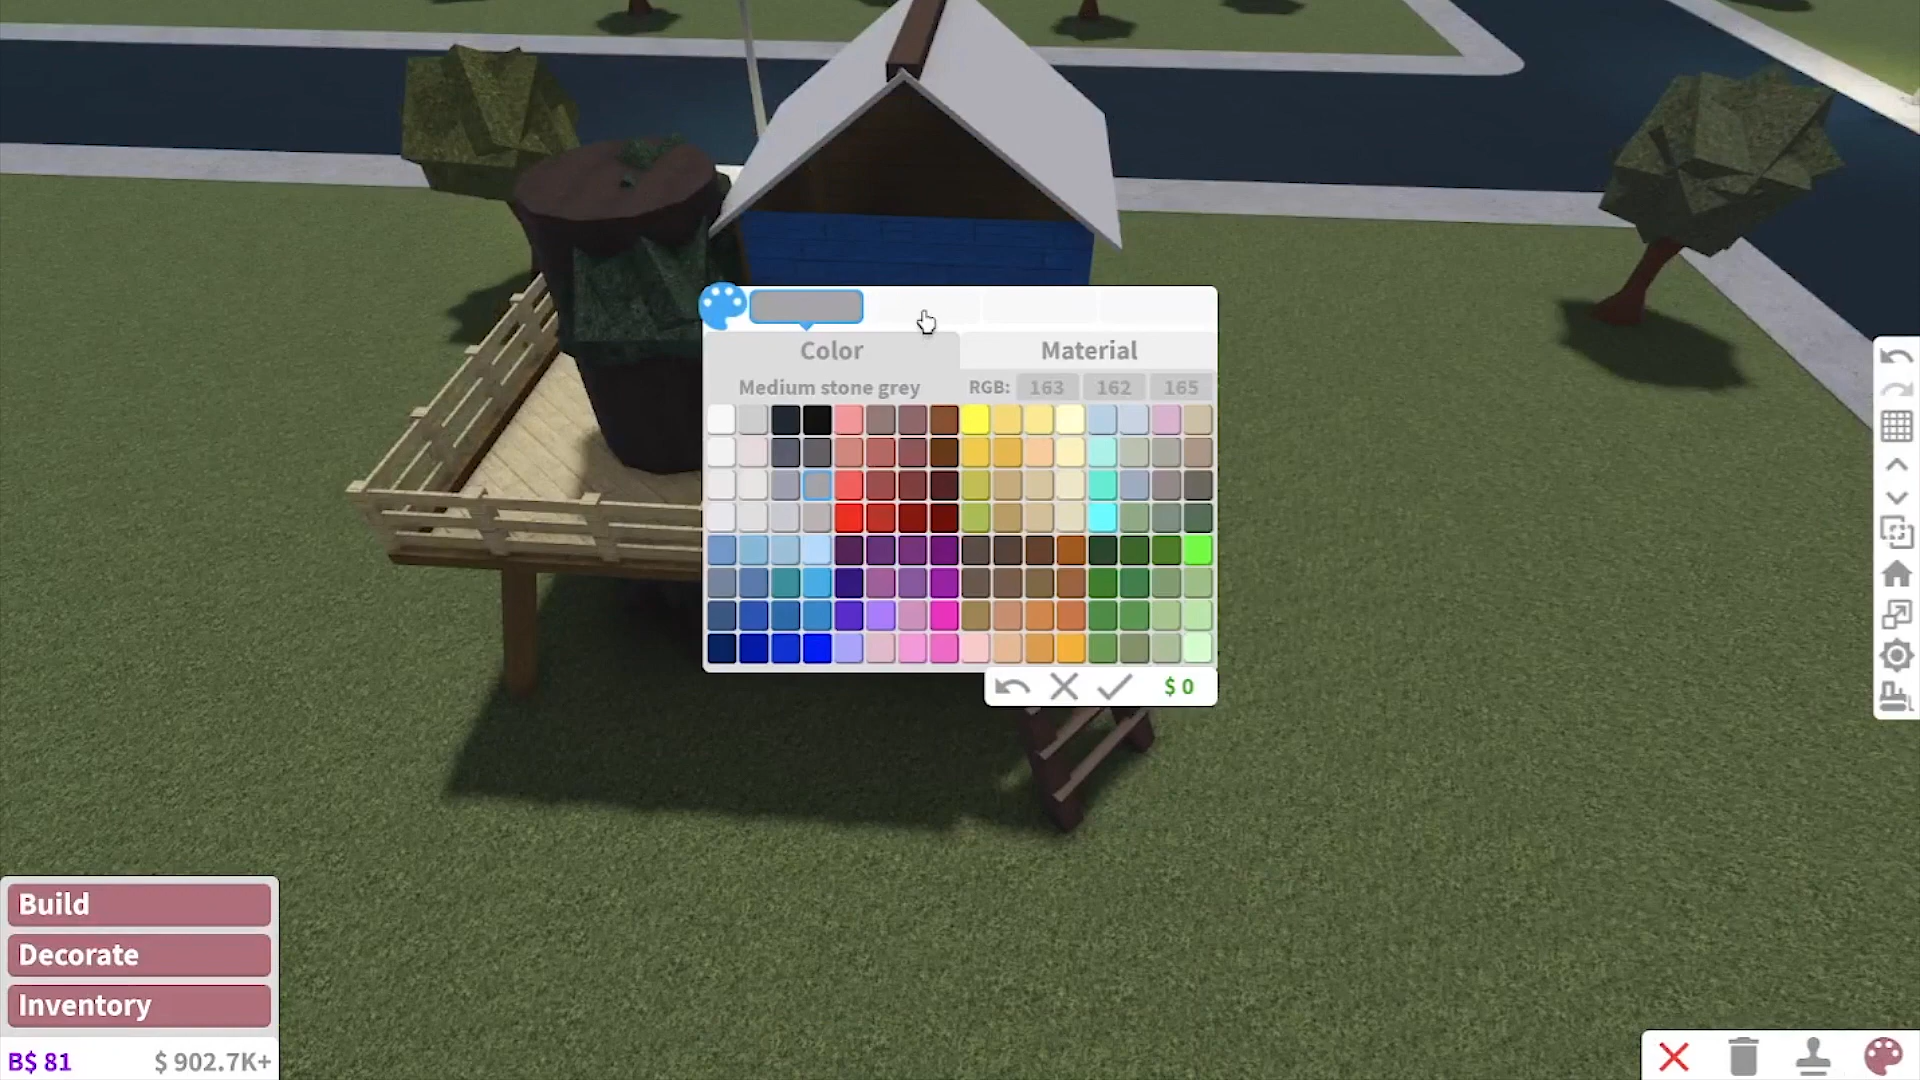 Color
Material
Medium stone grey
RGB: 163 162 165
$ 0
Build
Decorate
Inventory
B$ 81
$ 902.7K+